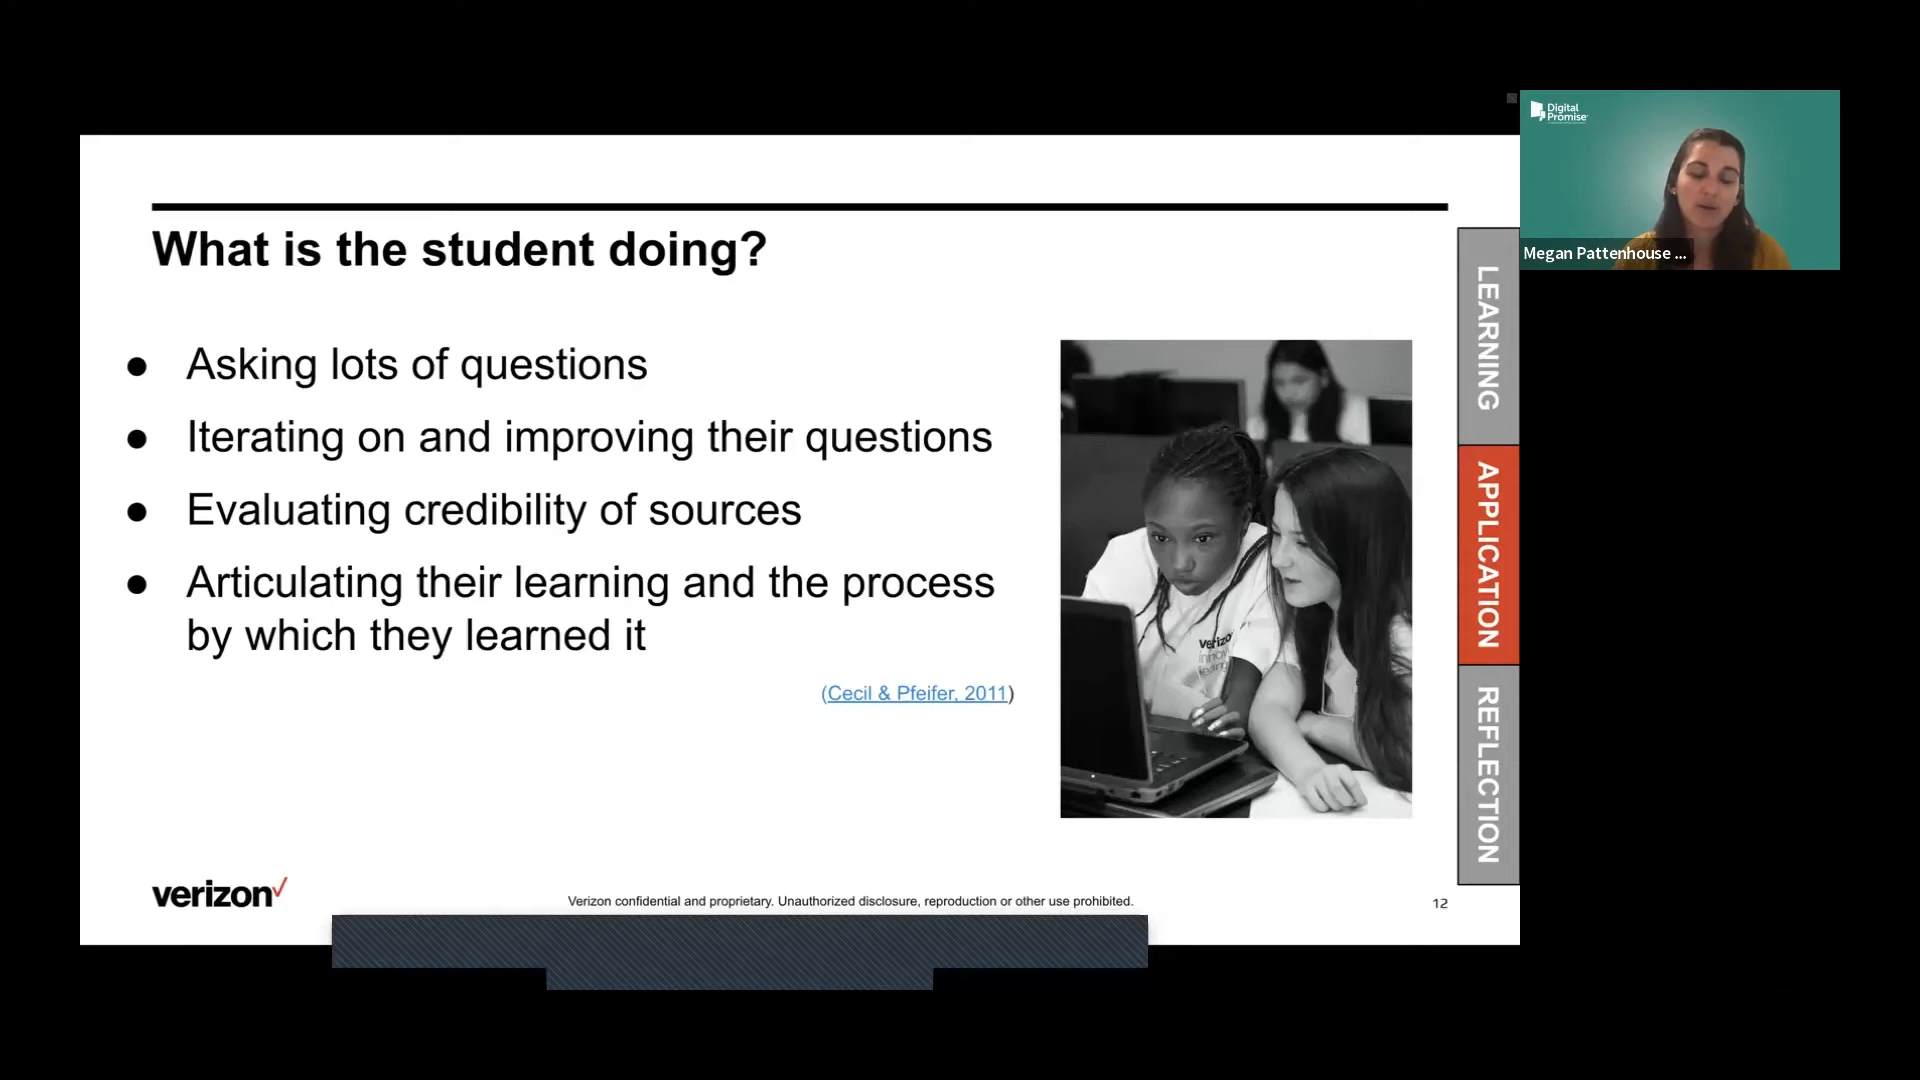 Digital
Promise
Megan Pattenhouse ...
What is the student doing?
● Asking lots of questions
● Iterating on and improving their questions
● Evaluating credibility of sources
● Articulating their learning and the process
by which they learned it
(Cecil & Pfeifer, 2011)
LEARNING
APPLICATION
REFLECTION
verizon
Verizon confidential and proprietary. Unauthorized disclosure, reproduction or other use prohibited.
12